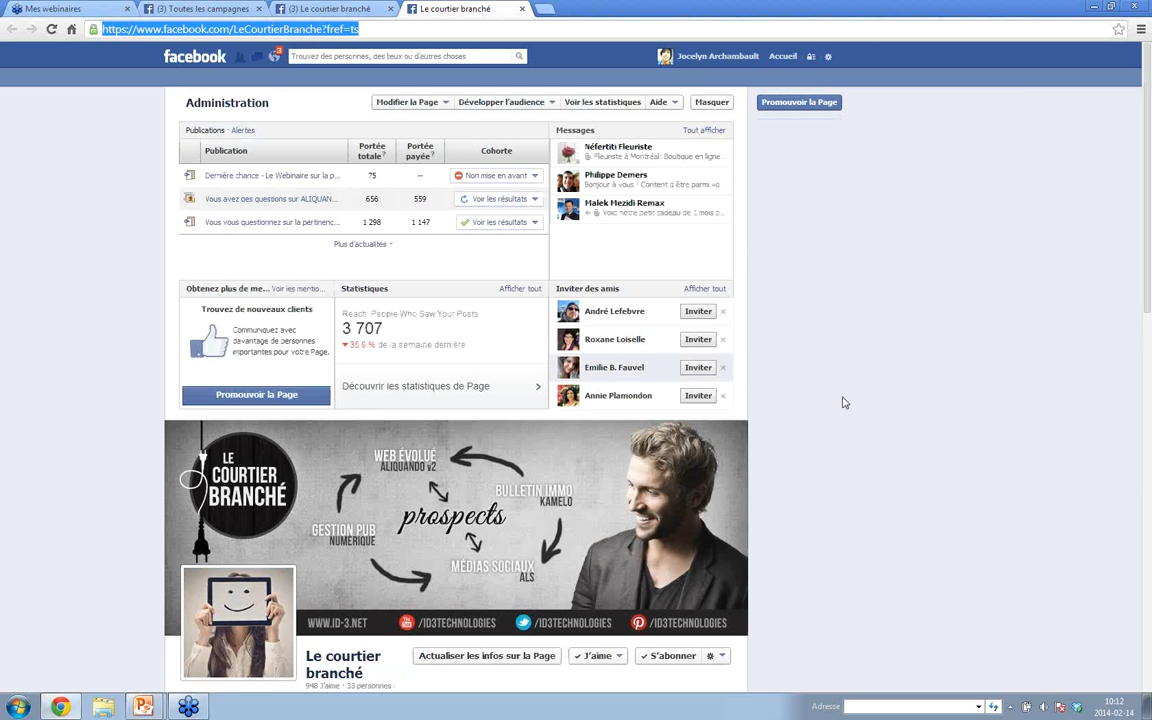 Mes webinaires
(3) Toutes les campagnes
(3) Le courtier branché
Le courtier branché
https://www.facebook.com/LeCourtierBranche?fref=ts
facebook
3
Trouvez des personnes, des lieux ou d'autres choses
Jocelyn Archambault
Accueil
Administration
Modifier la Page
Développer l'audience
Voir les statistiques
Aide
Masquer
Promouvoir la Page
Publications · Alertes
Messages
Tout afficher
Publication
Portée totale?
Portée payée?
Cohorte
Dernière chance - Le Webinaire sur la p...
75
--
Non mise en avant
Vous avez des questions sur ALIQUAN...
656
559
Voir les résultats
Vous vous questionnez sur la pertinenc...
1 298
1 147
Voir les résultats
Plus d'actualités
Néfertiti Fleuriste
Fleuriste à Montréal: Boutique en ligne ...
Philippe Demers
Bonjour à vous · Content d être parmi vo
Malek Mezidi Remax
Voic notre petit cadeau de 1 mois p...
Obtenez plus de me...
Voir les mentio...
Statistiques
Afficher tout
Inviter des amis
Afficher tout
Trouvez de nouveaux clients
Communiquez avec
davantage de personnes
importantes pour votre Page.
Promouvoir la Page
Reach: People Who Saw Your Posts
3 707
35.9 % de la semaine dernière
Découvrir les statistiques de Page
André Lefebvre
Inviter
Roxane Loiselle
Inviter
Emilie B. Fauvel
Inviter
Annie Plamondon
Inviter
LE
COURTIER
BRANCHÉ
WEB ÉVOLUÉ
ALIQUANDO v2
BULLETIN IMMO
KAMELO
prospects
GESTION PUB
NUMÉRIQUE
MÉDIAS SOCIAUX
ALS
WWW.ID-3.NET
/ID3TECHNOLOGIES
/ID3TECHNOLOGIES
/ID3TECHNOLOGIES
Le courtier
branché
948 J'aime · 33 personnes
Actualiser les infos sur la Page
J'aime
S'abonner
Adresse
10:12
2014-02-14